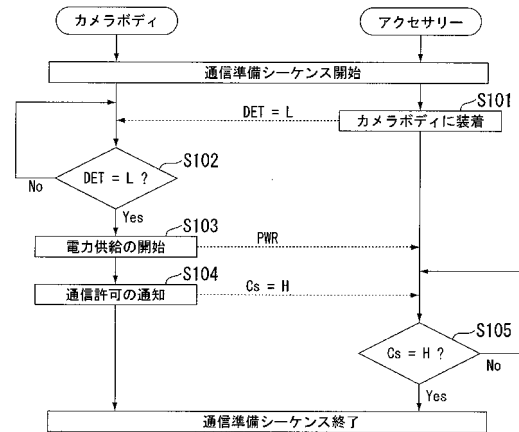 カメラボディ
アクセサリー
通信準備シーケンス開始
S101
DET = L
カメラボディに装着
S102
DET = L ?
No
Yes
S103
電力供給の開始
PWR
S104
通信許可の通知
Cs = H
S105
Cs = H ?
No
Yes
通信準備シーケンス終了